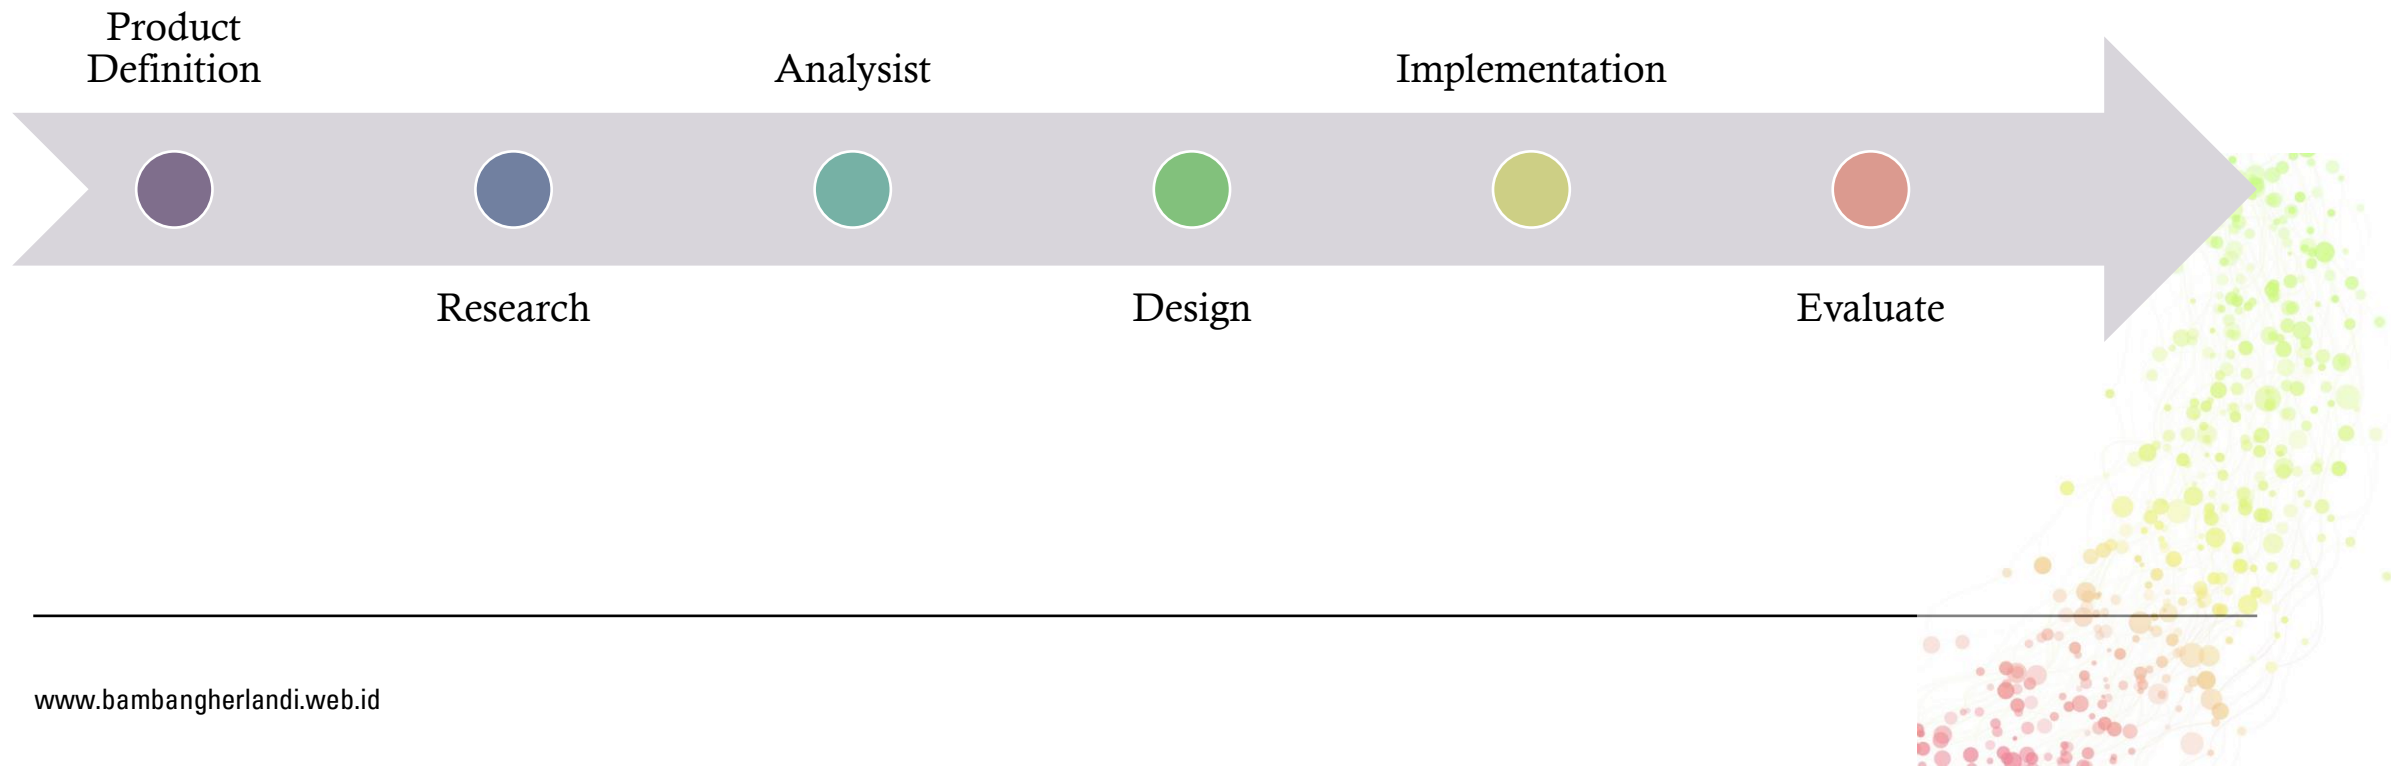 Product
Definition
Research
Analysist
Design
Implementation
Evaluate
www.bambangherlandi.web.id